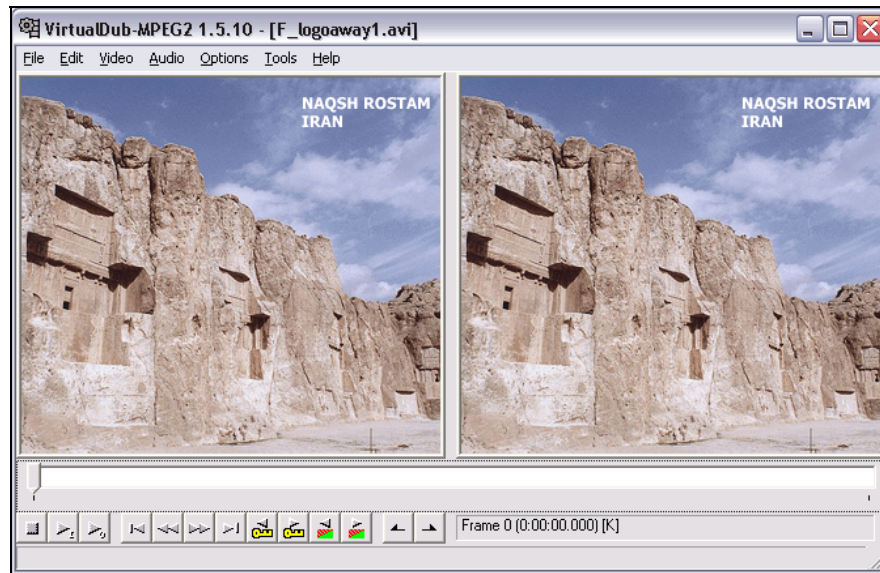 VirtualDub-MPEG2 1.5.10 - [F_logoaway1.avi]
File Edit Video Audio Options Tools Help
NAQSH ROSTAM
IRAN
NAQSH ROSTAM
IRAN
Frame 0 (0:00:00.000) [K]